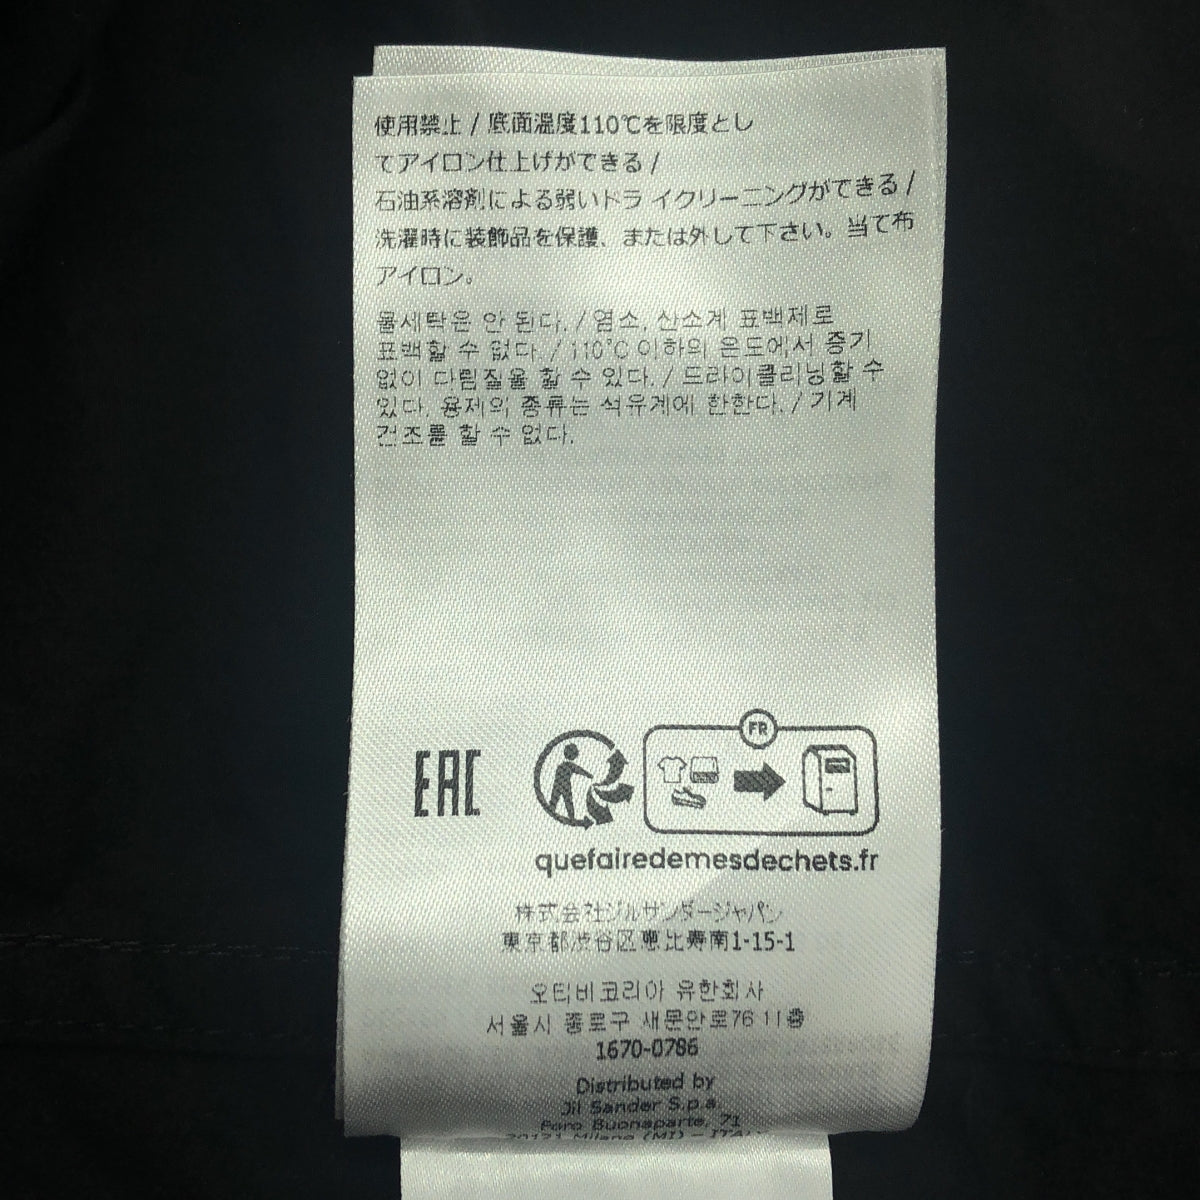 使用禁止 / 底面温度110℃を限度とし
てアイロン仕上げができる /
石油系溶剤による弱いドラ イクリーニングができる /
洗濯時に装飾品を保護、または外して下さい。当て布
アイロン。
물세탁은 안 된다. / 염소, 산소계 표백제로
표백할 수 없다. / 110°C 이하의 온도에서 증기
없이 다림질을 할 수 있다. / 드라이클리닝할 수
있다. 용제의 종류는 석유계에 한한다. / 기계
건조를 할 수 없다.
EAC
FR
quefairedemesdechets.fr
株式会社ジルサンダージャパン
東京都渋谷区恵比寿南1-15-1
오티비코리아 유한회사
서울시 종로구 새문안로76 11층
1670-0786
Distributed by
Jil Sander S.p.a.
Foro Buonaparte, 71
20121 Milano (MI) – ITALY